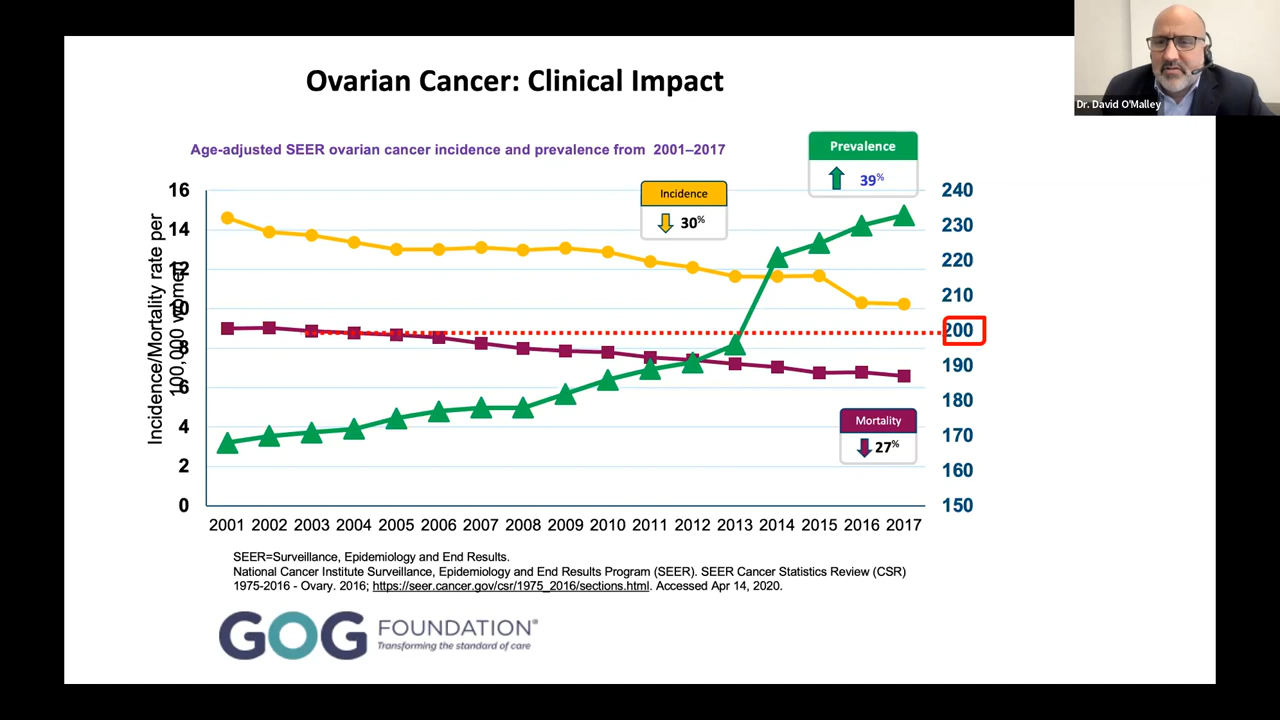 Dr. David O'Malley
Ovarian Cancer: Clinical Impact
Age-adjusted SEER ovarian cancer incidence and prevalence from 2001–2017
Prevalence
39%
Incidence
30%
Mortality
27%
Incidence/Mortality rate per
100,000 women
16
14
12
10
8
6
4
2
0
240
230
220
210
200
190
180
170
160
150
2001 2002 2003 2004 2005 2006 2007 2008 2009 2010 2011 2012 2013 2014 2015 2016 2017
SEER=Surveillance, Epidemiology and End Results.
National Cancer Institute Surveillance, Epidemiology and End Results Program (SEER). SEER Cancer Statistics Review (CSR)
1975-2016 - Ovary. 2016; https://seer.cancer.gov/csr/1975_2016/sections.html. Accessed Apr 14, 2020.
GOG FOUNDATION®
Transforming the standard of care